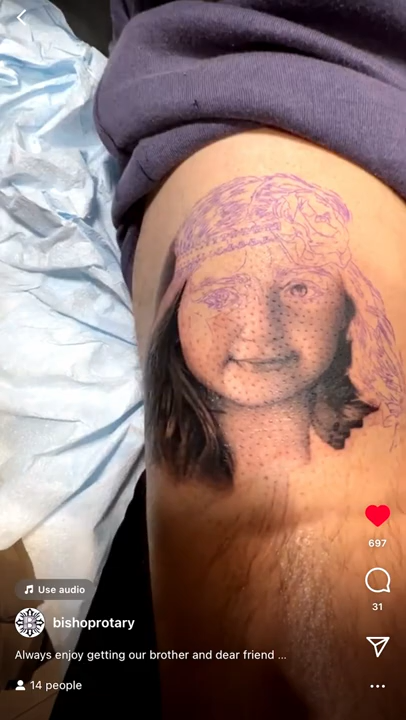 Use audio
bishoprotary
Always enjoy getting our brother and dear friend ...
14 people
697
31